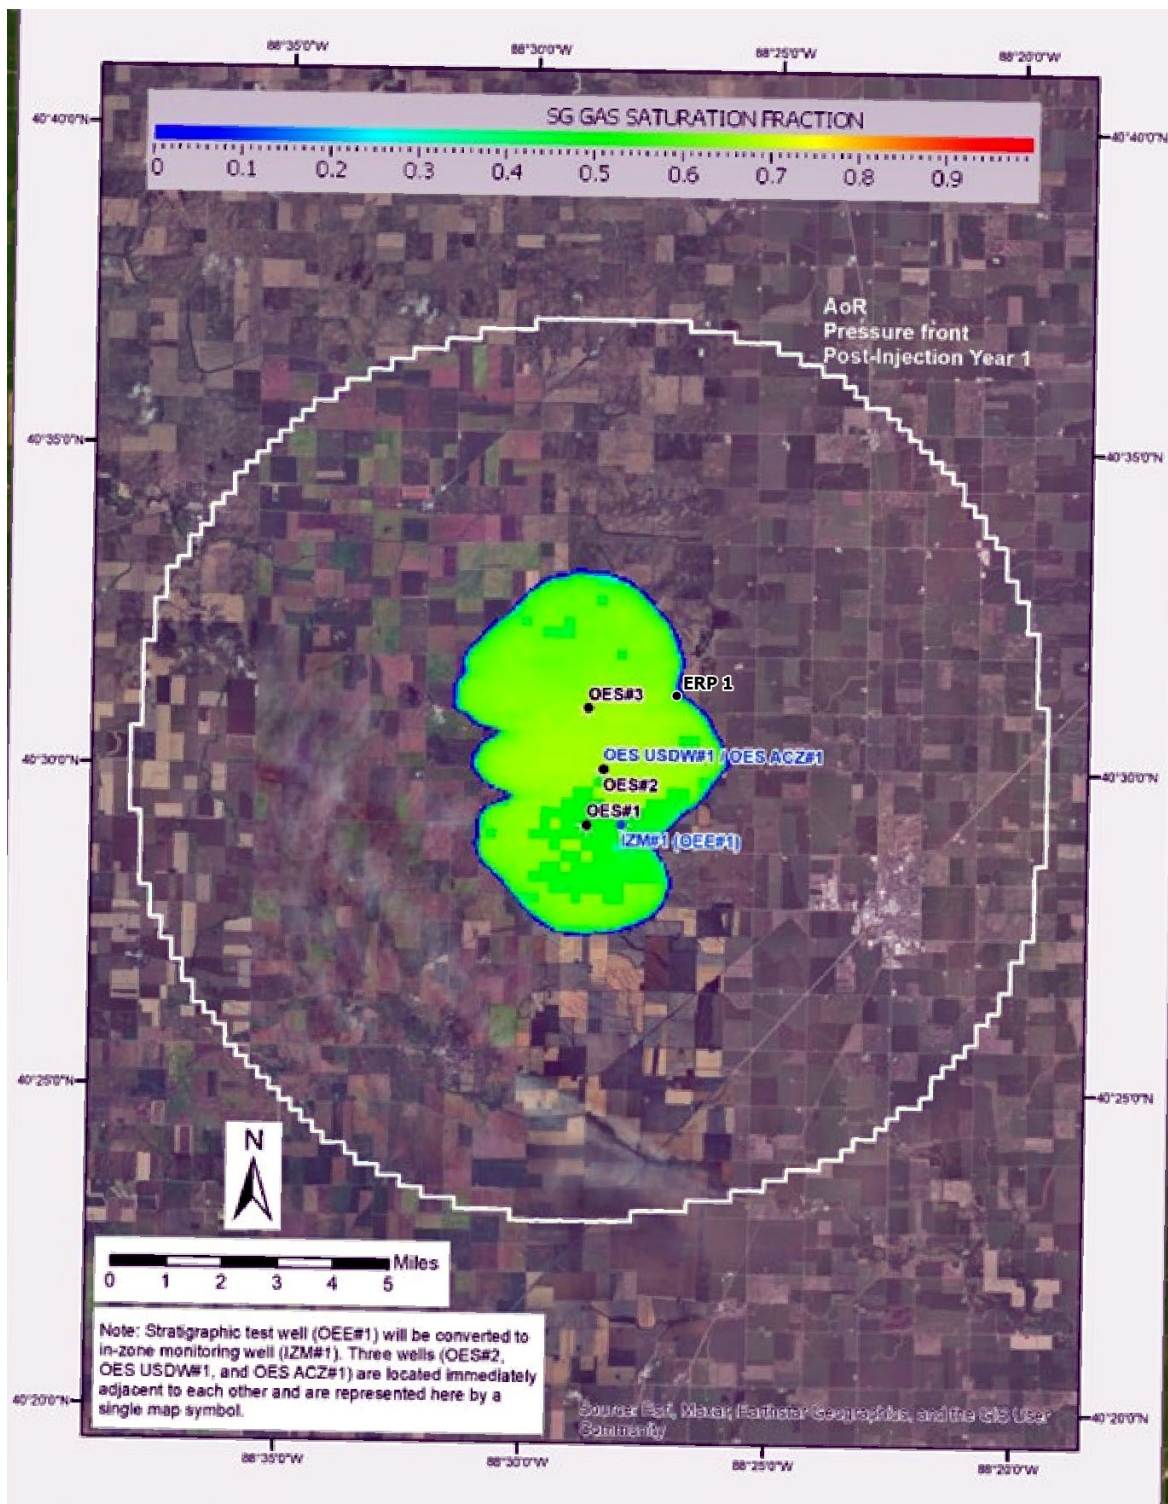 88°35'0"W 88°30'0"W 88°25'0"W 88°20'0"W
40°40'0"N 40°40'0"N
SG GAS SATURATION FRACTION
0 0.1 0.2 0.3 0.4 0.5 0.6 0.7 0.8 0.9
AoR
Pressure front
Post-Injection Year 1
40°35'0"N 40°35'0"N
ERP 1
OES#3
OES USDW#1 / OES ACZ#1
40°30'0"N 40°30'0"N
OES#2
OES#1
IZM#1 (OEE#1)
40°25'0"N 40°25'0"N
N
Miles
0 1 2 3 4 5
Note: Stratigraphic test well (OEE#1) will be converted to
in-zone monitoring well (IZM#1). Three wells (OES#2,
OES USDW#1, and OES ACZ#1) are located immediately
adjacent to each other and are represented here by a
single map symbol.
Source: Esri, Maxar, Earthstar Geographics, and the GIS User
Community
40°20'0"N 40°20'0"N
88°35'0"W 88°30'0"W 88°25'0"W 88°20'0"W